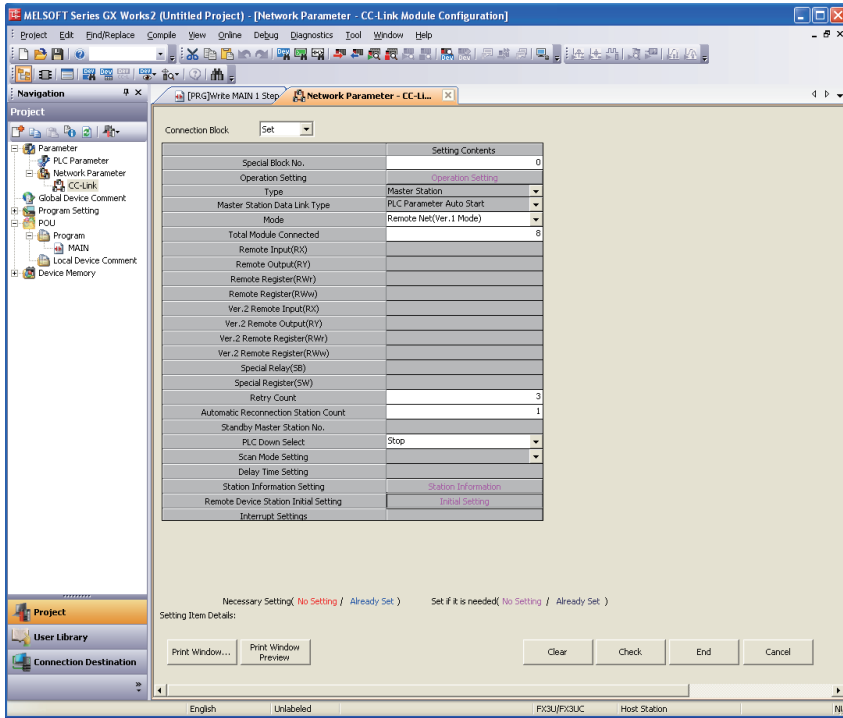 MELSOFT Series GX Works2 (Untitled Project) - [Network Parameter - CC-Link Module Configuration]
Project Edit Find/Replace Compile View Online Debug Diagnostics Tool Window Help
Navigation
[PRG]Write MAIN 1 Step
Network Parameter - CC-Li...
Project
Parameter
PLC Parameter
Network Parameter
CC-Link
Global Device Comment
Program Setting
POU
Program
MAIN
Local Device Comment
Device Memory
Project
User Library
Connection Destination
Connection Block Set
Setting Contents
Special Block No. 0
Operation Setting Operation Setting
Type Master Station
Master Station Data Link Type PLC Parameter Auto Start
Mode Remote Net(Ver.1 Mode)
Total Module Connected 8
Remote Input(RX)
Remote Output(RY)
Remote Register(RWr)
Remote Register(RWw)
Ver.2 Remote Input(RX)
Ver.2 Remote Output(RY)
Ver.2 Remote Register(RWr)
Ver.2 Remote Register(RWw)
Special Relay(SB)
Special Register(SW)
Retry Count 3
Automatic Reconnection Station Count 1
Standby Master Station No.
PLC Down Select Stop
Scan Mode Setting
Delay Time Setting
Station Information Setting Station Information
Remote Device Station Initial Setting Initial Setting
Interrupt Settings
Necessary Setting( No Setting / Already Set ) Set if it is needed( No Setting / Already Set )
Setting Item Details:
Print Window... Print Window Preview Clear Check End Cancel
English Unlabeled FX3U/FX3UC Host Station